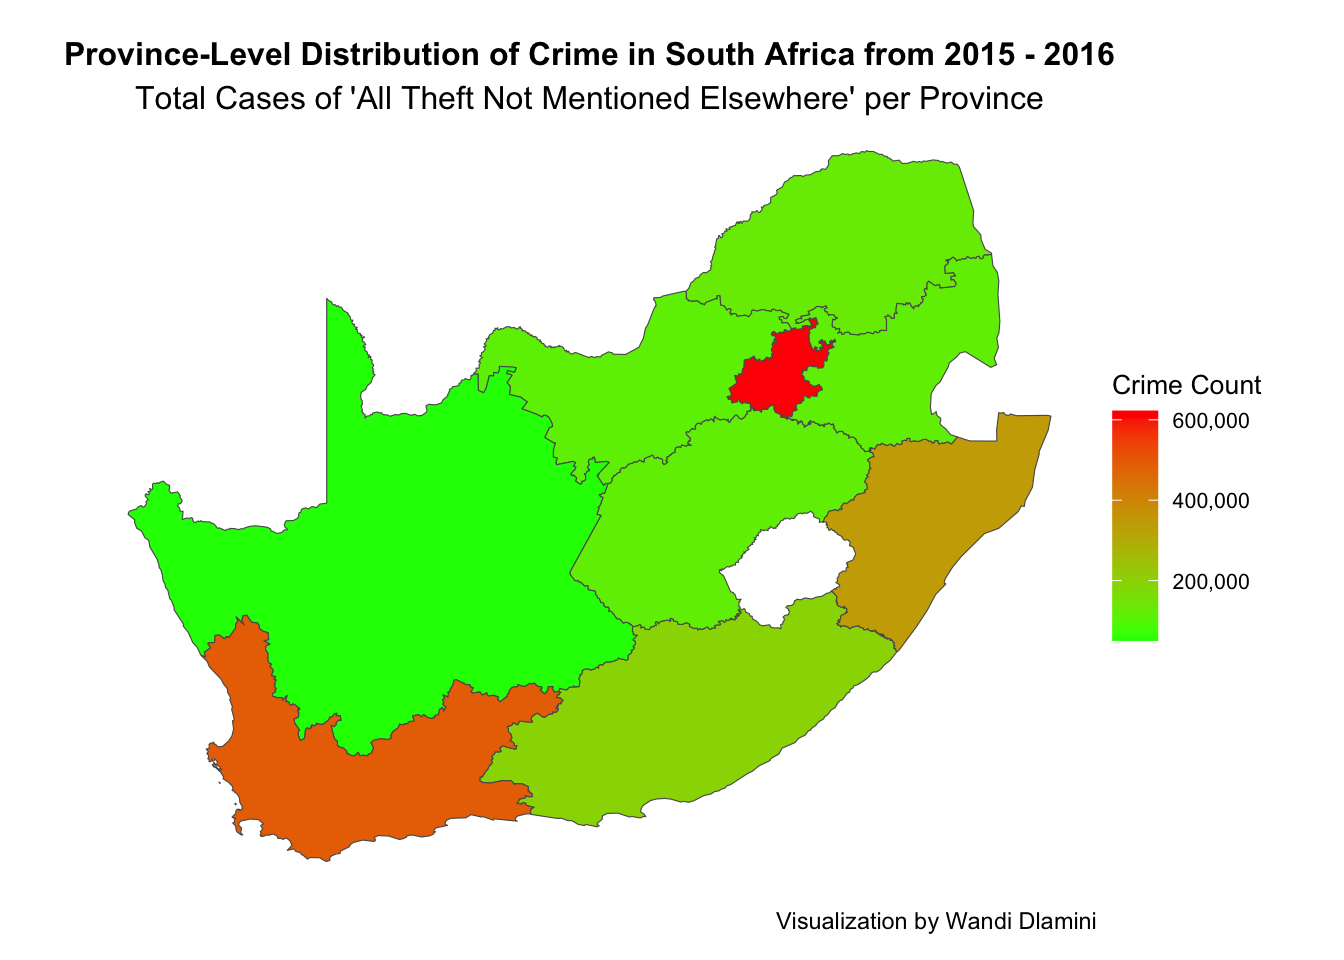 Province-Level Distribution of Crime in South Africa from 2015 - 2016
Total Cases of 'All Theft Not Mentioned Elsewhere' per Province
Crime Count
600,000
400,000
200,000
Visualization by Wandi Dlamini